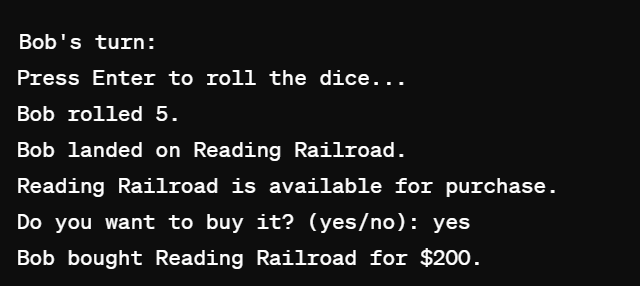 Bob's turn:
Press Enter to roll the dice...
Bob rolled 5.
Bob landed on Reading Railroad.
Reading Railroad is available for purchase.
Do you want to buy it? (yes/no): yes
Bob bought Reading Railroad for $200.